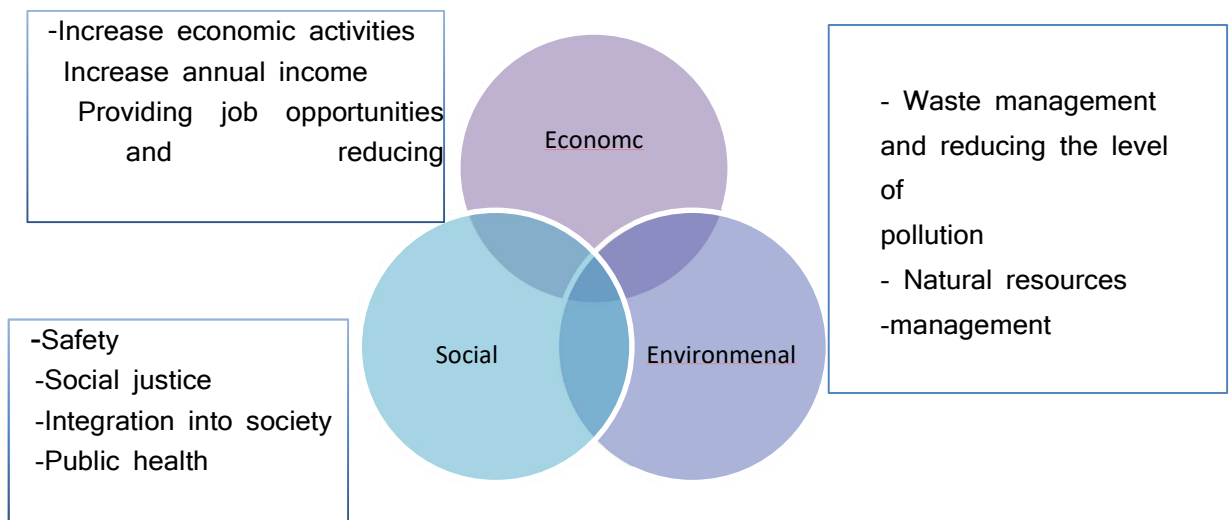 -Increase economic activities
Increase annual income
Providing job opportunities
and reducing
Economc
- Waste management
and reducing the level
of
pollution
- Natural resources
-management
-Safety
-Social justice
-Integration into society
-Public health
Social
Environmenal